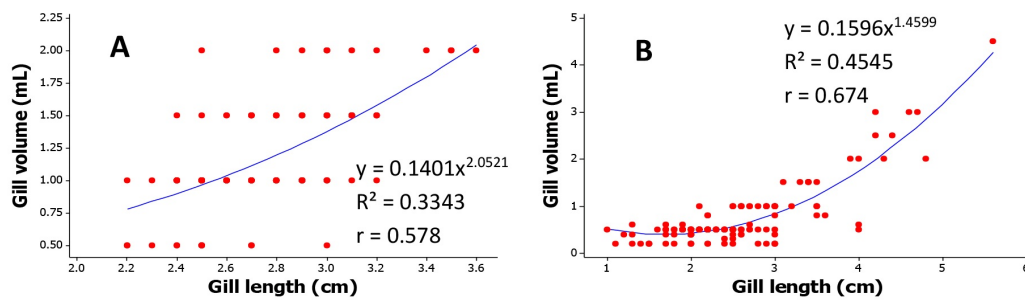 A
2.25
2.00
1.75
1.50
1.25
1.00
0.75
0.50
Gill volume (mL)
y = 0.1401x^2.0521
R² = 0.3343
r = 0.578
2.0 2.2 2.4 2.6 2.8 3.0 3.2 3.4 3.6
Gill length (cm)
B
5
4
3
2
1
0
Gill volume (mL)
y = 0.1596x^1.4599
R² = 0.4545
r = 0.674
1 2 3 4 5 6
Gill length (cm)